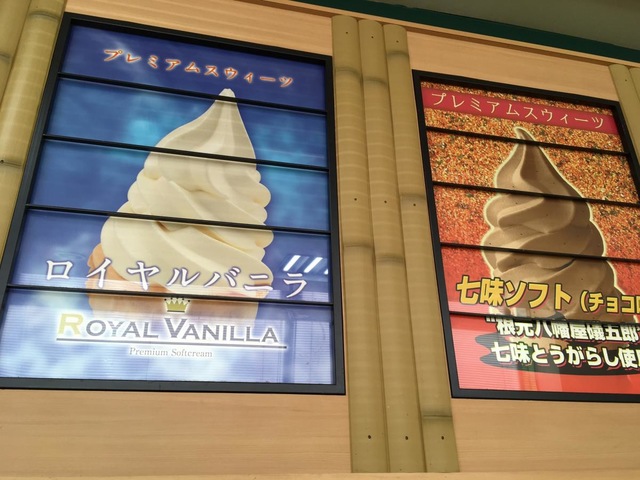 プレミアムスウィーツ
ロイヤルバニラ
ROYAL VANILLA
Premium Softcream
プレミアムスウィーツ
七味ソフト（チョコ
"根元八幡屋礒五郎
七味とうがらし使